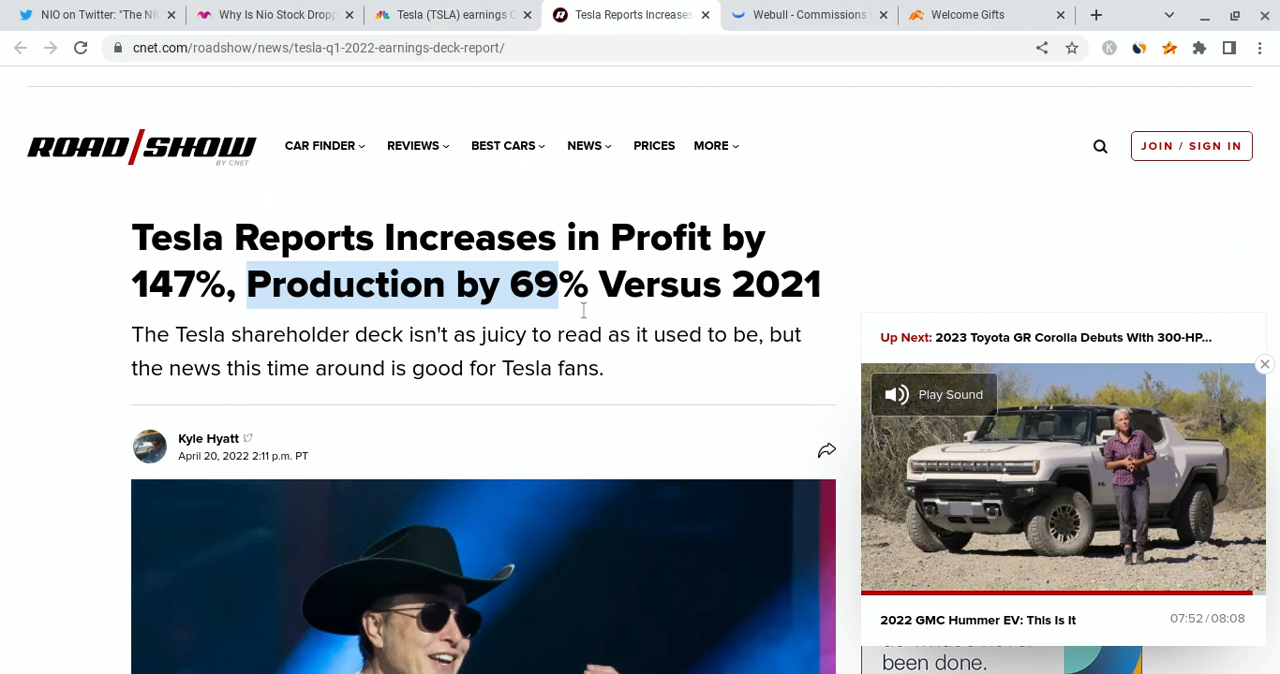 NIO on Twitter: "The NI
Why Is Nio Stock Dropp
Tesla (TSLA) earnings
Tesla Reports Increases
Webull - Commissions
Welcome Gifts
cnet.com/roadshow/news/tesla-q1-2022-earnings-deck-report/
ROAD/SHOW
BY CNET
CAR FINDER
REVIEWS
BEST CARS
NEWS
PRICES
MORE
JOIN / SIGN IN
Tesla Reports Increases in Profit by
147%, Production by 69% Versus 2021
The Tesla shareholder deck isn't as juicy to read as it used to be, but
the news this time around is good for Tesla fans.
Up Next: 2023 Toyota GR Corolla Debuts With 300-HP...
Play Sound
Kyle Hyatt
April 20, 2022 2:11 p.m. PT
2022 GMC Hummer EV: This Is It
07:52/08:08
been done.